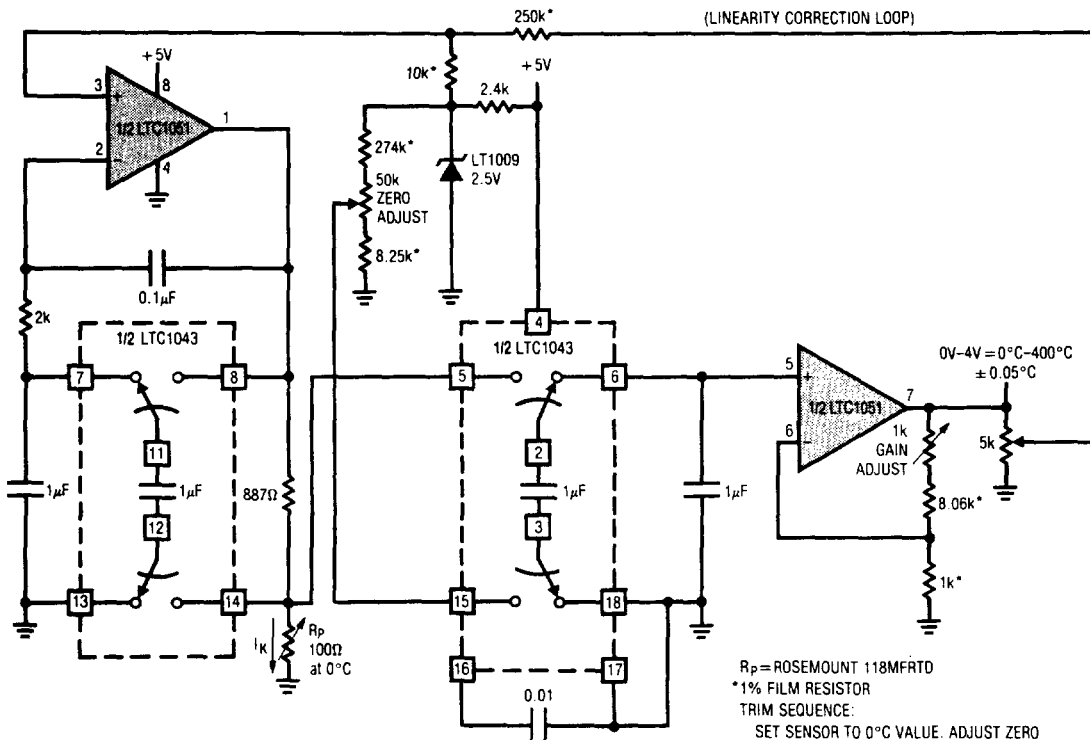 250k*
(LINEARITY CORRECTION LOOP)
+5V
10k*
+5V
3
8
+
1/2 LTC1051
1
2
−
4
2.4k
274k*
LT1009
2.5V
50k
ZERO
ADJUST
8.25k*
0.1μF
2k
1/2 LTC1043
4
1/2 LTC1043
0V–4V = 0°C–400°C
± 0.05°C
7
8
5
6
5
+
1/2 LTC1051
7
6
−
1k
GAIN
ADJUST
5k
11
2
1μF
1μF
887Ω
1μF
1μF
8.06k*
12
3
1k*
13
14
15
18
IK
RP
100Ω
at 0°C
16
17
0.01
RP = ROSEMOUNT 118MFRTD
*1% FILM RESISTOR
TRIM SEQUENCE:
SET SENSOR TO 0°C VALUE. ADJUST ZERO